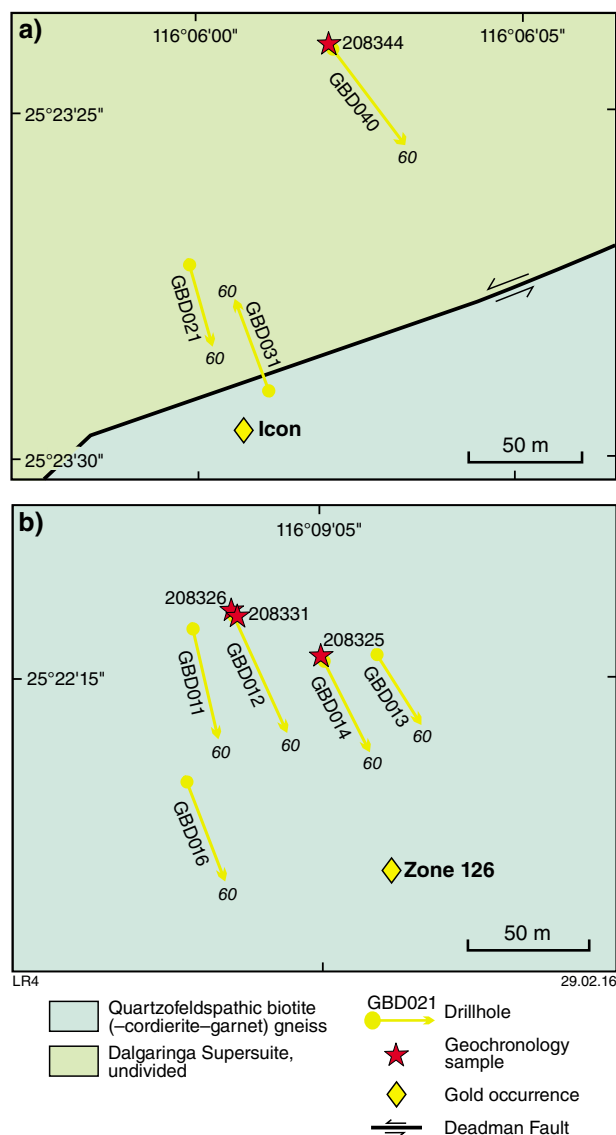 a)
116°06'00"
116°06'05"
208344
GBD040
60
25°23'25"
GBD021
60
60
GBD031
Icon
25°23'30"
50 m
b)
116°09'05"
208326
208331
208325
25°22'15"
GBD011
60
GBD012
60
GBD014
60
GBD013
60
GBD016
60
Zone 126
50 m
LR4
29.02.16
Quartzofeldspathic biotite
(–cordierite–garnet) gneiss
Dalgaringa Supersuite,
undivided
GBD021
Drillhole
Geochronology
sample
Gold occurrence
Deadman Fault